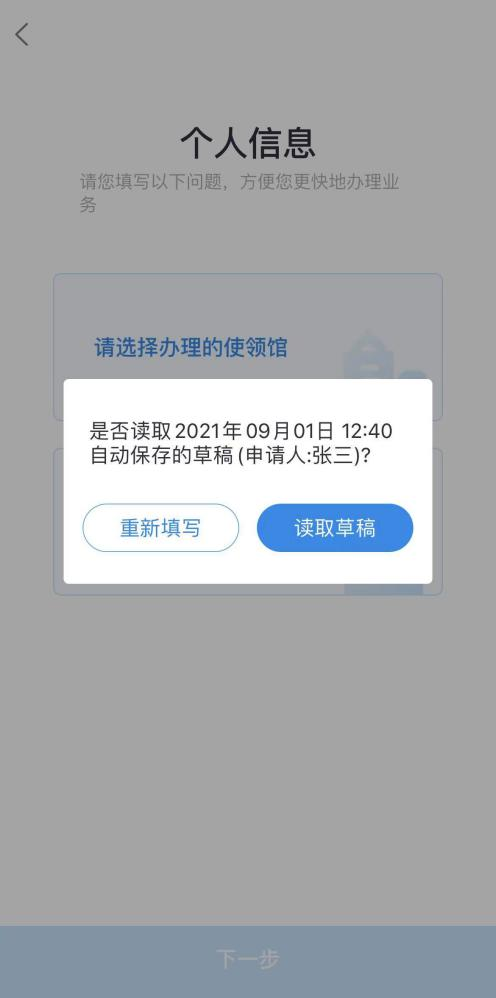 个人信息
请您填写以下问题，方便您更快地办理业
务
请选择办理的使领馆
是否读取2021年09月01日 12:40
自动保存的草稿(申请人:张三)?
重新填写
读取草稿
下一步